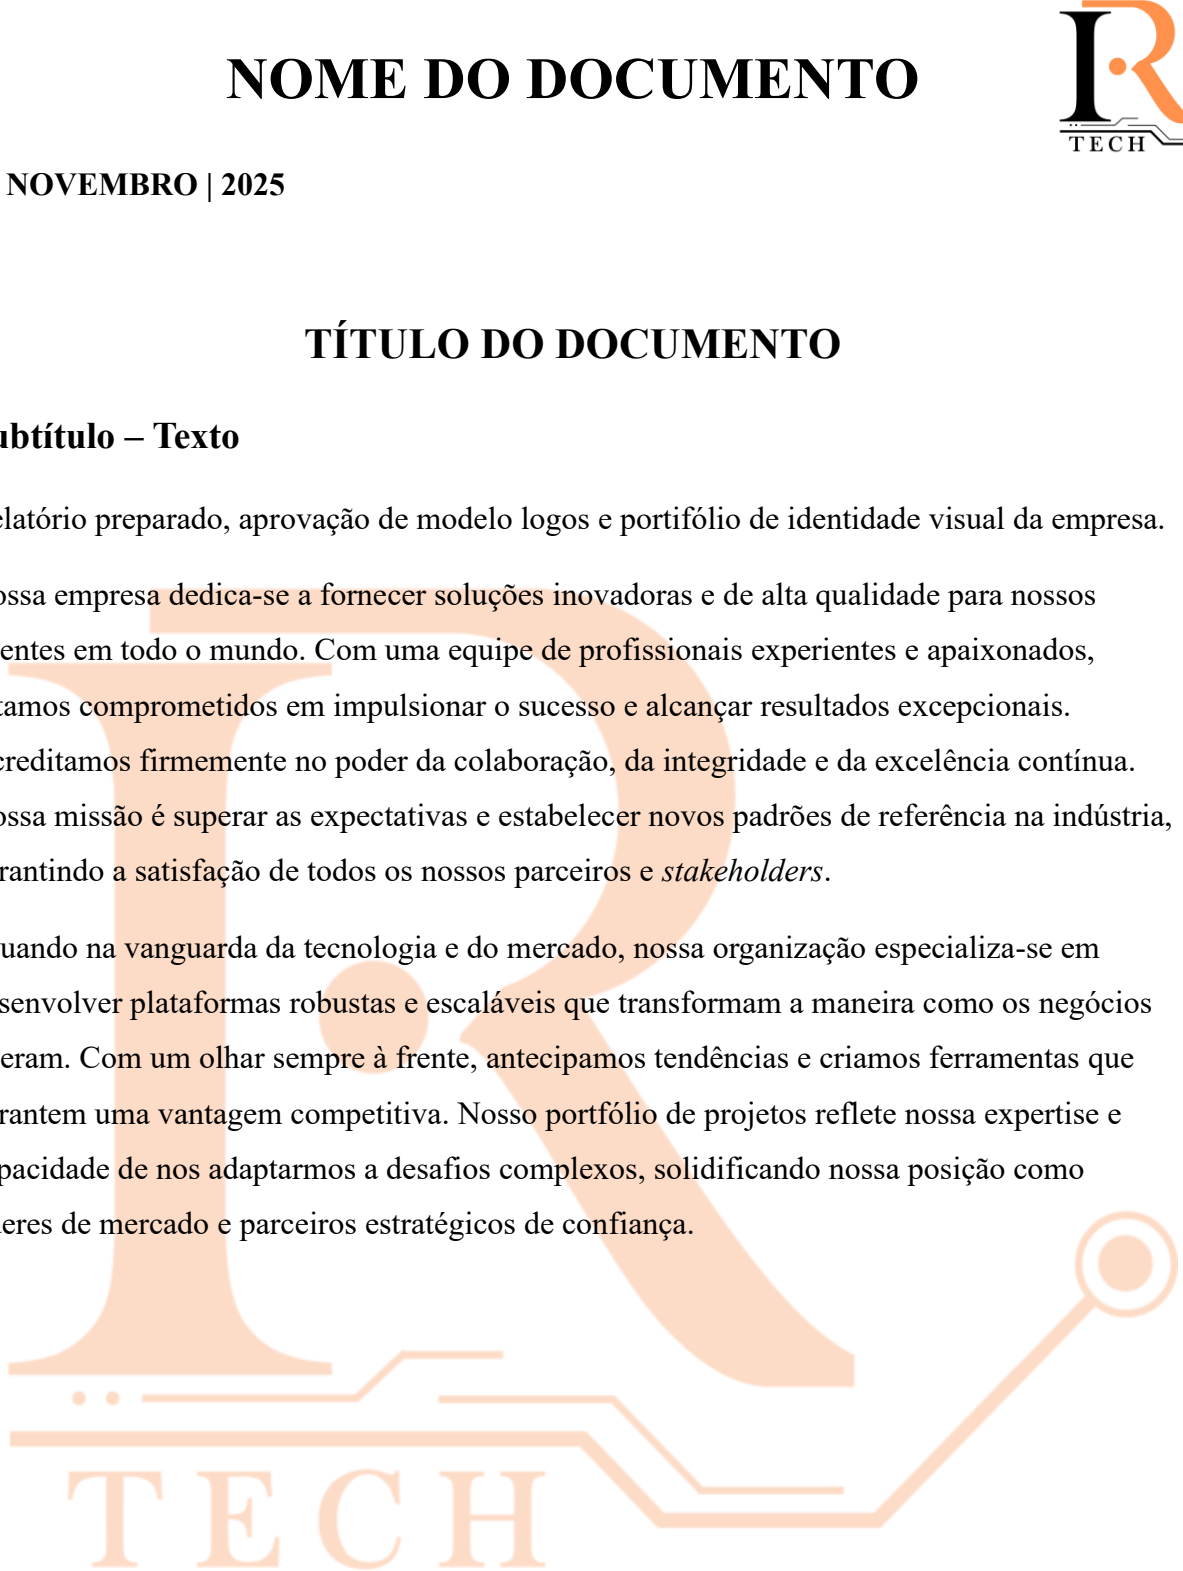 NOME DO DOCUMENTO
TECH
NOVEMBRO | 2025
TÍTULO DO DOCUMENTO
ubtítulo – Texto
elatório preparado, aprovação de modelo logos e portifólio de identidade visual da empresa.
ossa empresa dedica-se a fornecer soluções inovadoras e de alta qualidade para nossos
entes em todo o mundo. Com uma equipe de profissionais experientes e apaixonados,
tamos comprometidos em impulsionar o sucesso e alcançar resultados excepcionais.
creditamos firmemente no poder da colaboração, da integridade e da excelência contínua.
ossa missão é superar as expectativas e estabelecer novos padrões de referência na indústria,
rantindo a satisfação de todos os nossos parceiros e stakeholders.
uando na vanguarda da tecnologia e do mercado, nossa organização especializa-se em
senvolver plataformas robustas e escaláveis que transformam a maneira como os negócios
eram. Com um olhar sempre à frente, antecipamos tendências e criamos ferramentas que
rantem uma vantagem competitiva. Nosso portfólio de projetos reflete nossa expertise e
pacidade de nos adaptarmos a desafios complexos, solidificando nossa posição como
eres de mercado e parceiros estratégicos de confiança.
TECH